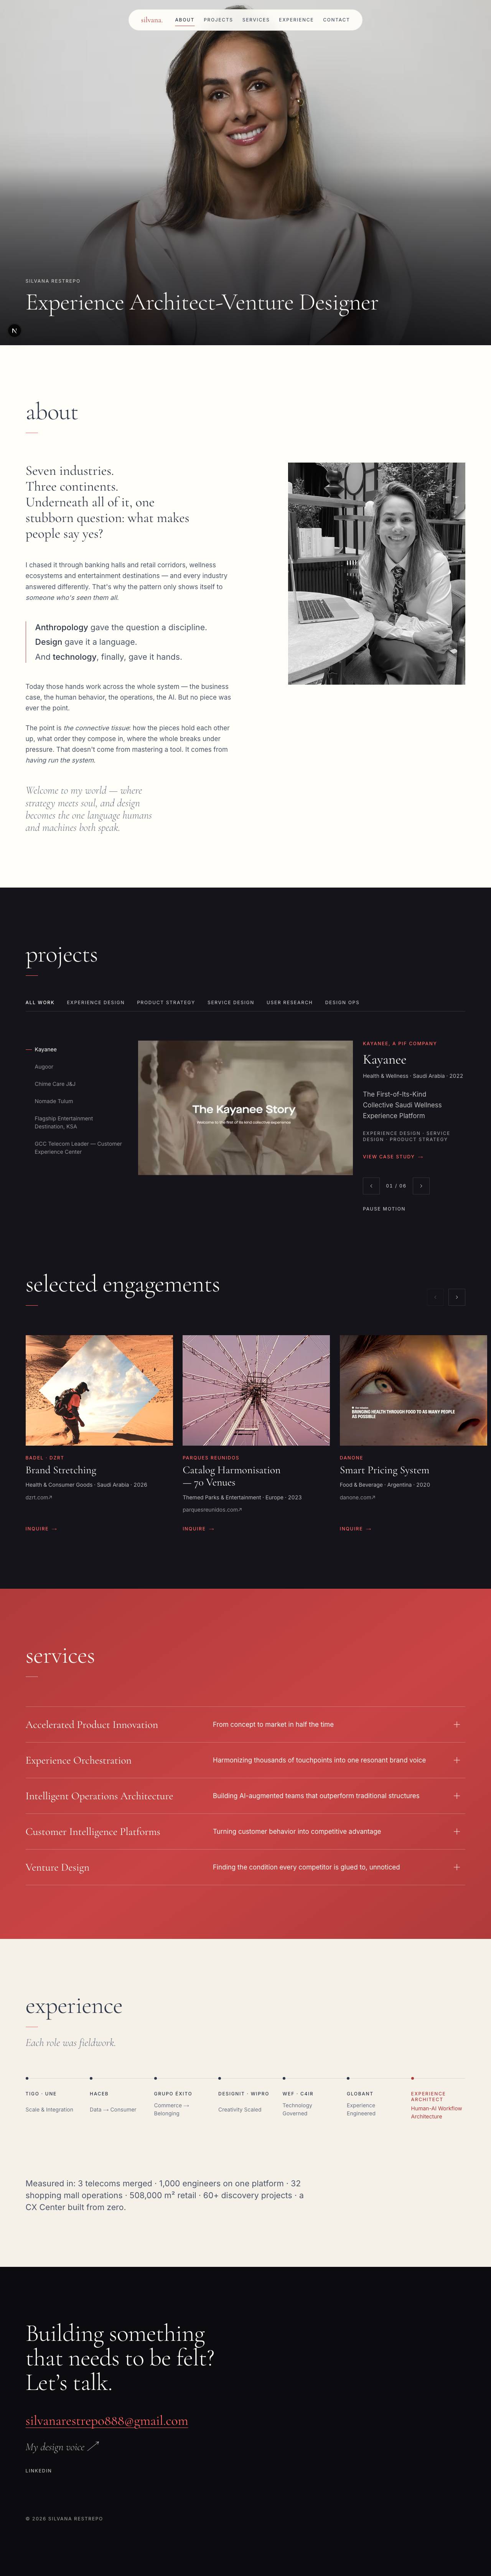 silvana.
ABOUT
PROJECTS
SERVICES
EXPERIENCE
CONTACT
SILVANA RESTREPO
Experience Architect-Venture Designer
N
about
Seven industries.
Three continents.
Underneath all of it, one
stubborn question: what makes
people say yes?
I chased it through banking halls and retail corridors, wellness
ecosystems and entertainment destinations — and every industry
answered differently. That's the pattern only shows itself to
someone who's seen them all.
Anthropology gave the question a discipline.
Design gave it a language.
And technology, finally, gave it hands.
Today those hands work across the whole system — the business
case, the human behavior, the operations, the AI. But no piece was
ever the point.
The point is the connective tissue: how the pieces hold each other
up, what order they compose in, where the whole breaks under
pressure. That doesn't come from mastering a tool. It comes from
having run the system.
Welcome to my world — where
strategy meets soul, and design
becomes the one language humans
and machines both speak.
projects
ALL WORK
EXPERIENCE DESIGN
PRODUCT STRATEGY
SERVICE DESIGN
USER RESEARCH
DESIGN OPS
Kayanee
Augoor
Chime Care J&J
Nomade Tulum
Flagship Entertainment
Destination, KSA
GCC Telecom Leader — Customer
Experience Center
The Kayanee Story
Welcome to the first of its kind collective experience.
KAYANEE, A PIF COMPANY
Kayanee
Health & Wellness · Saudi Arabia · 2022
The First-of-Its-Kind
Collective Saudi Wellness
Experience Platform
EXPERIENCE DESIGN · SERVICE
DESIGN · PRODUCT STRATEGY
VIEW CASE STUDY →
‹ 01 / 06 ›
PAUSE MOTION
selected engagements
‹ ›
BADEL · DZRT
Brand Stretching
Health & Consumer Goods · Saudi Arabia · 2026
dzrt.com↗
INQUIRE →
PARQUES REUNIDOS
Catalog Harmonisation
— 70 Venues
Themed Parks & Entertainment · Europe · 2023
parquesreunidos.com↗
INQUIRE →
BRINGING HEALTH THROUGH FOOD TO AS MANY PEOPLE
AS POSSIBLE
DANONE
Smart Pricing System
Food & Beverage · Argentina · 2020
danone.com↗
INQUIRE →
services
Accelerated Product Innovation
From concept to market in half the time
Experience Orchestration
Harmonizing thousands of touchpoints into one resonant brand voice
Intelligent Operations Architecture
Building AI-augmented teams that outperform traditional structures
Customer Intelligence Platforms
Turning customer behavior into competitive advantage
Venture Design
Finding the condition every competitor is glued to, unnoticed
experience
Each role was fieldwork.
TIGO · UNE
Scale & Integration
HACEB
Data → Consumer
GRUPO ÉXITO
Commerce →
Belonging
DESIGNIT · WIPRO
Creativity Scaled
WEF · C4IR
Technology
Governed
GLOBANT
Experience
Engineered
EXPERIENCE
ARCHITECT
Human-AI Workflow
Architecture
Measured in: 3 telecoms merged · 1,000 engineers on one platform · 32
shopping mall operations · 508,000 m² retail · 60+ discovery projects · a
CX Center built from zero.
Building something
that needs to be felt?
Let's talk.
silvanarestrepo888@gmail.com
My design voice ↗
LINKEDIN
© 2026 SILVANA RESTREPO